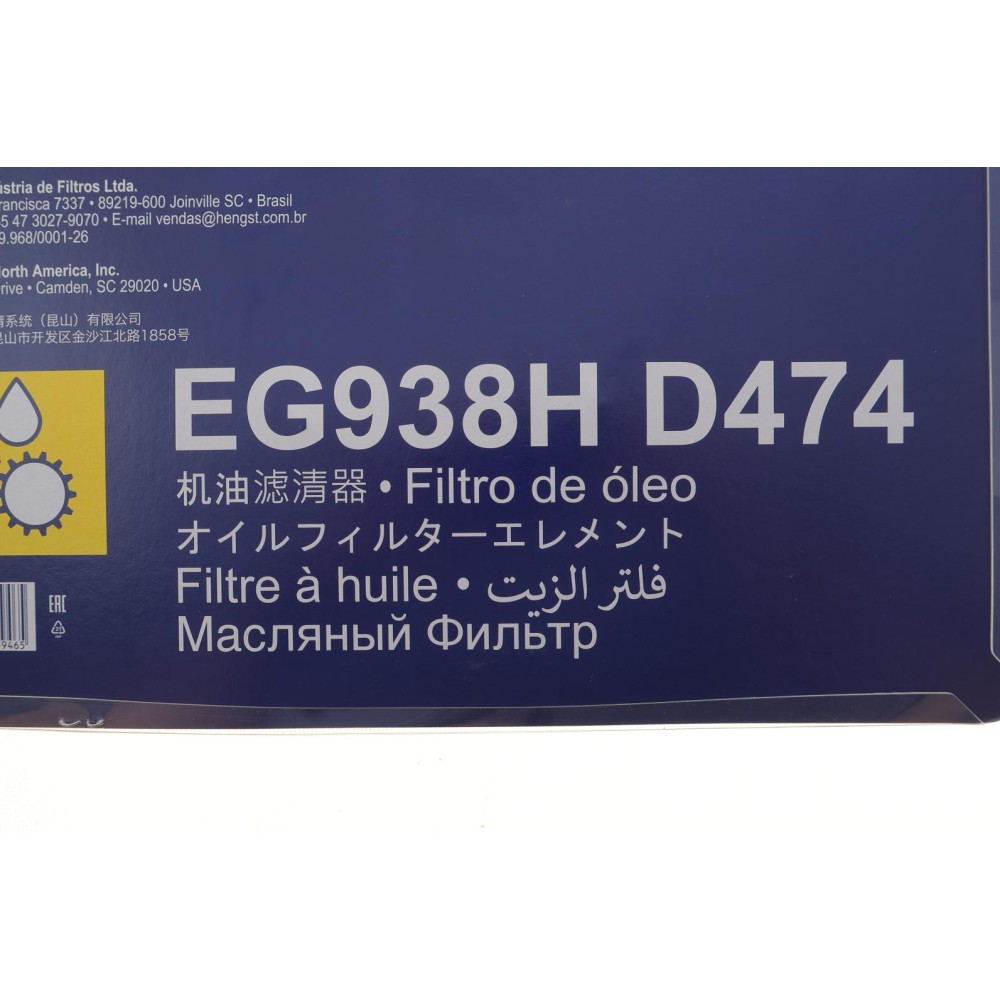 ústria de Filtros Ltda.
rancisca 7337 • 89219-600 Joinville SC • Brasil
5 47 3027-9070 • E-mail vendas@hengst.com.br
9.968/0001-26
North America, Inc.
Drive • Camden, SC 29020 • USA
清系统（昆山）有限公司
昆山市开发区金沙江北路1858号
EG938H D474
机油滤清器 • Filtro de óleo
オイルフィルターエレメント
Filtre à huile • فلتر الزيت
Масляный Фильтр
EAC
9465